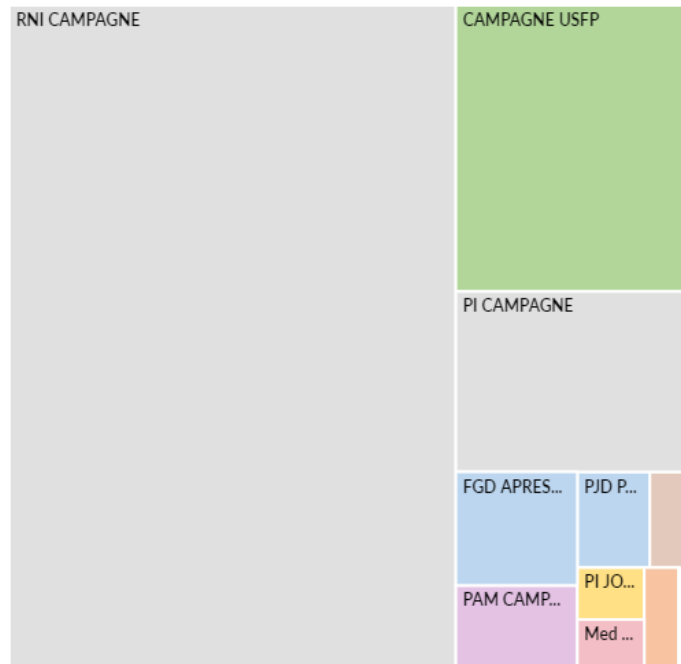 RNI CAMPAGNE
CAMPAGNE USFP
PI CAMPAGNE
FGD APRES...
PJD P...
PI JO...
PAM CAMP...
Med ...